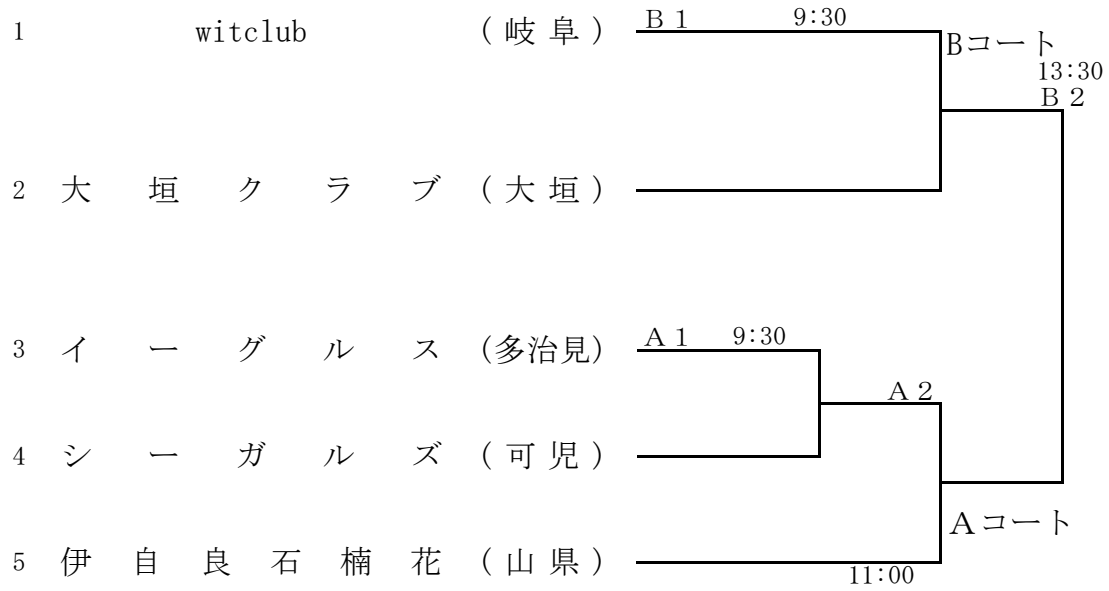 1 witclub (岐阜) B1 9:30
Bコート
13:30
B2
2 大垣クラブ (大垣)
3 イーグルス (多治見) A1 9:30
A2
4 シーガルズ (可児)
Aコート
5 伊自良石楠花 (山県)
11:00